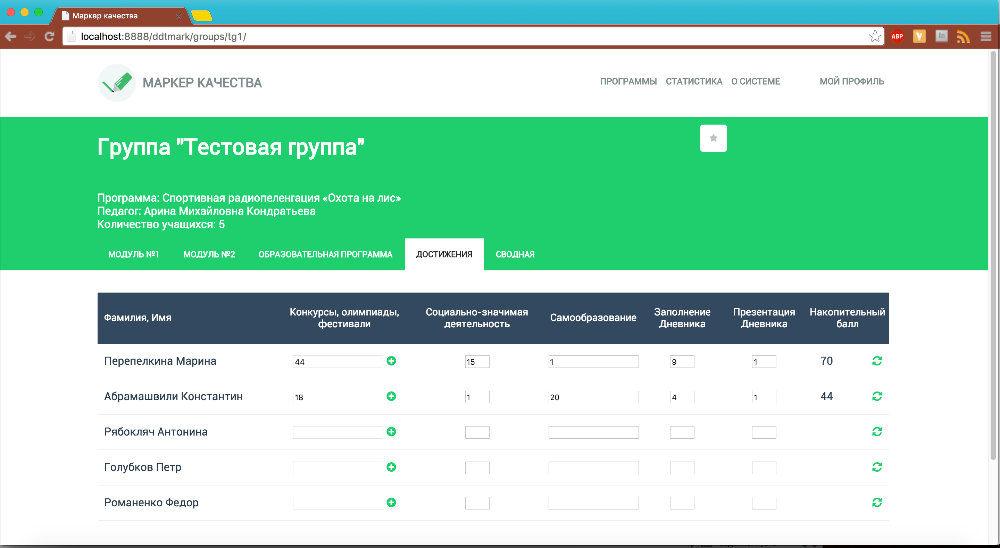 Маркер качества
localhost:8888/ddtmark/groups/tg1/
ABP
МАРКЕР КАЧЕСТВА
ПРОГРАММЫ СТАТИСТИКА О СИСТЕМЕ МОЙ ПРОФИЛЬ
Группа "Тестовая группа"
Программа: Спортивная радиопеленгация «Охота на лис»
Педагог: Арина Михайловна Кондратьева
Количество учащихся: 5
МОДУЛЬ №1 МОДУЛЬ №2 ОБРАЗОВАТЕЛЬНАЯ ПРОГРАММА ДОСТИЖЕНИЯ СВОДНАЯ
Фамилия, Имя
Конкурсы, олимпиады,
фестивали
Социально-значимая
деятельность
Самообразование
Заполнение
Дневника
Презентация
Дневника
Накопительный
балл
Перепелкина Марина 44 15 1 9 1 70
Абрамашвили Константин 18 1 20 4 1 44
Рябокляч Антонина
Голубков Петр
Романенко Федор